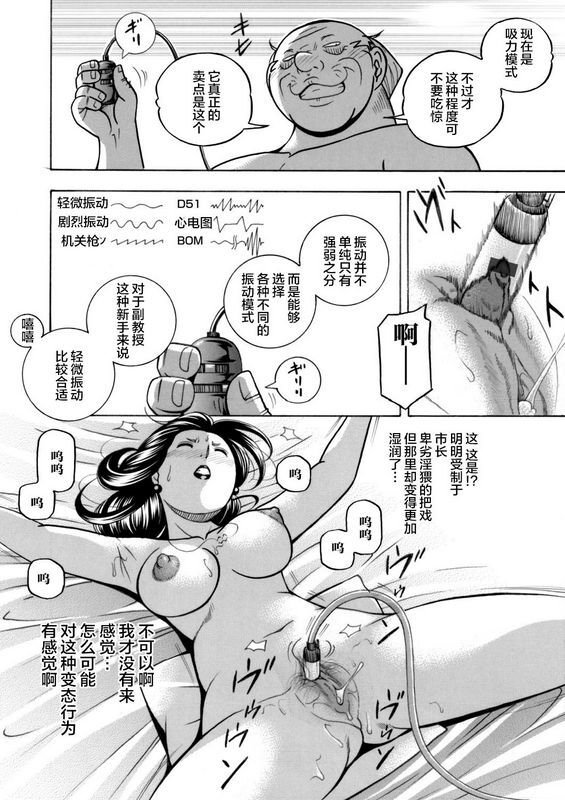 现在是
吸力模式
不过才
这种程度可
不要吃惊
它真正的
卖点是这个
ギリ
轻微振动
剧烈振动
机关枪ン
D51
心电图
BOM
啊——
振动并不
单纯只有
强弱之分
而是能够
选择
各种不同的
振动模式
对于副教授
这种新手来说
轻微振动
比较合适
嘻嘻
ギリ
这 这是!?
明明受制于
市长
卑劣淫猥的把戏
但那里却变得更加
湿润了…
呜呜
呜
呜
呜呜
呜
呜呜
呜
不可以啊
我才没有来
感觉…
怎么可能
对这种变态行为
有感觉啊